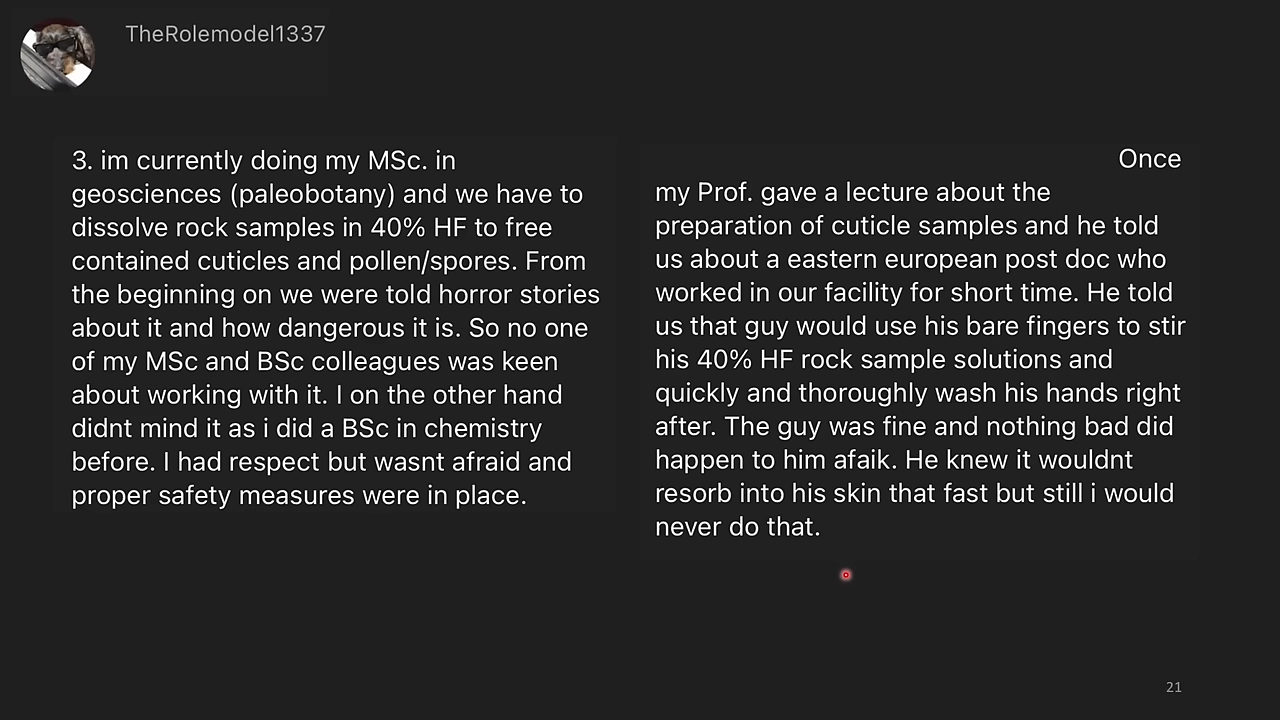 TheRolemodel1337
3. im currently doing my MSc. in
geosciences (paleobotany) and we have to
dissolve rock samples in 40% HF to free
contained cuticles and pollen/spores. From
the beginning on we were told horror stories
about it and how dangerous it is. So no one
of my MSc and BSc colleagues was keen
about working with it. I on the other hand
didnt mind it as i did a BSc in chemistry
before. I had respect but wasnt afraid and
proper safety measures were in place.
Once
my Prof. gave a lecture about the
preparation of cuticle samples and he told
us about a eastern european post doc who
worked in our facility for short time. He told
us that guy would use his bare fingers to stir
his 40% HF rock sample solutions and
quickly and thoroughly wash his hands right
after. The guy was fine and nothing bad did
happen to him afaik. He knew it wouldnt
resorb into his skin that fast but still i would
never do that.
21